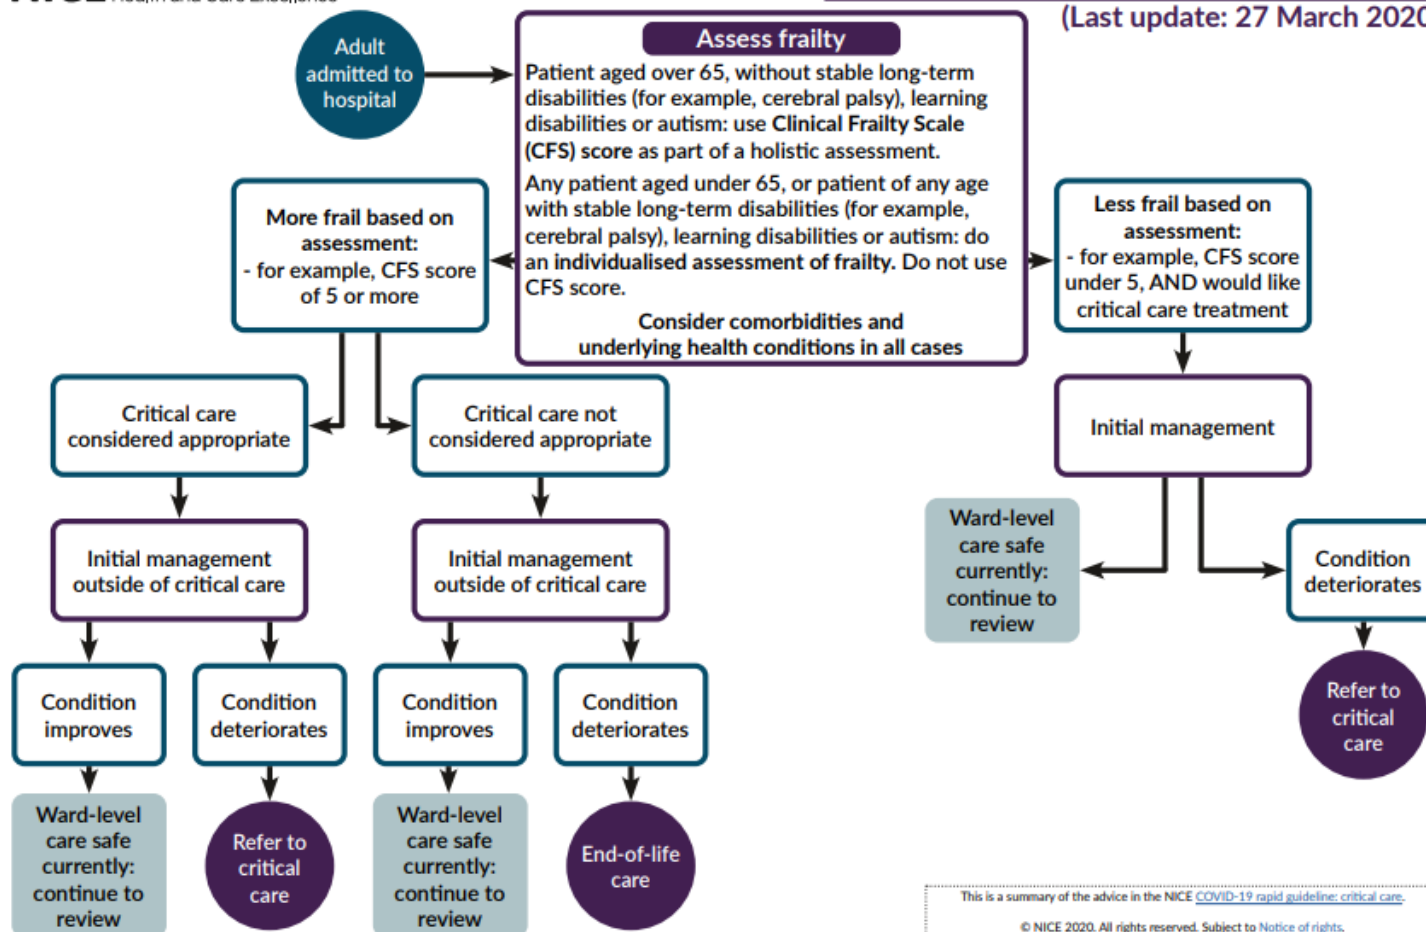 (Last update: 27 March 2020
Adult
admitted to
hospital
Assess frailty
Patient aged over 65, without stable long-term
disabilities (for example, cerebral palsy), learning
disabilities or autism: use Clinical Frailty Scale
(CFS) score as part of a holistic assessment.
Any patient aged under 65, or patient of any age
with stable long-term disabilities (for example,
cerebral palsy), learning disabilities or autism: do
an individualised assessment of frailty. Do not use
CFS score.
Consider comorbidities and
underlying health conditions in all cases
More frail based on
assessment:
- for example, CFS score
of 5 or more
Less frail based on
assessment:
- for example, CFS score
under 5, AND would like
critical care treatment
Critical care
considered appropriate
Critical care not
considered appropriate
Initial management
Initial management
outside of critical care
Initial management
outside of critical care
Ward-level
care safe
currently:
continue to
review
Condition
deteriorates
Refer to
critical
care
Condition
improves
Condition
deteriorates
Condition
improves
Condition
deteriorates
Ward-level
care safe
currently:
continue to
review
Refer to
critical
care
Ward-level
care safe
currently:
continue to
review
End-of-life
care
This is a summary of the advice in the NICE COVID-19 rapid guideline: critical care.
© NICE 2020. All rights reserved. Subject to Notice of rights.